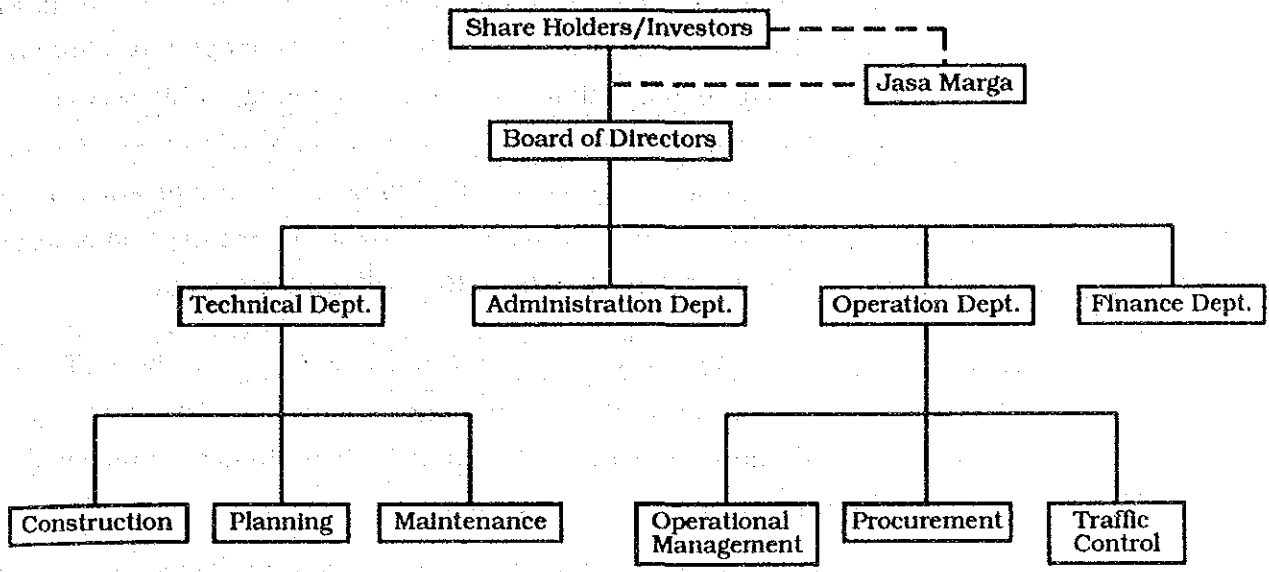 Share Holders/Investors
Jasa Marga
Board of Directors
Technical Dept.
Administration Dept.
Operation Dept.
Finance Dept.
Construction
Planning
Maintenance
Operational
Management
Procurement
Traffic
Control